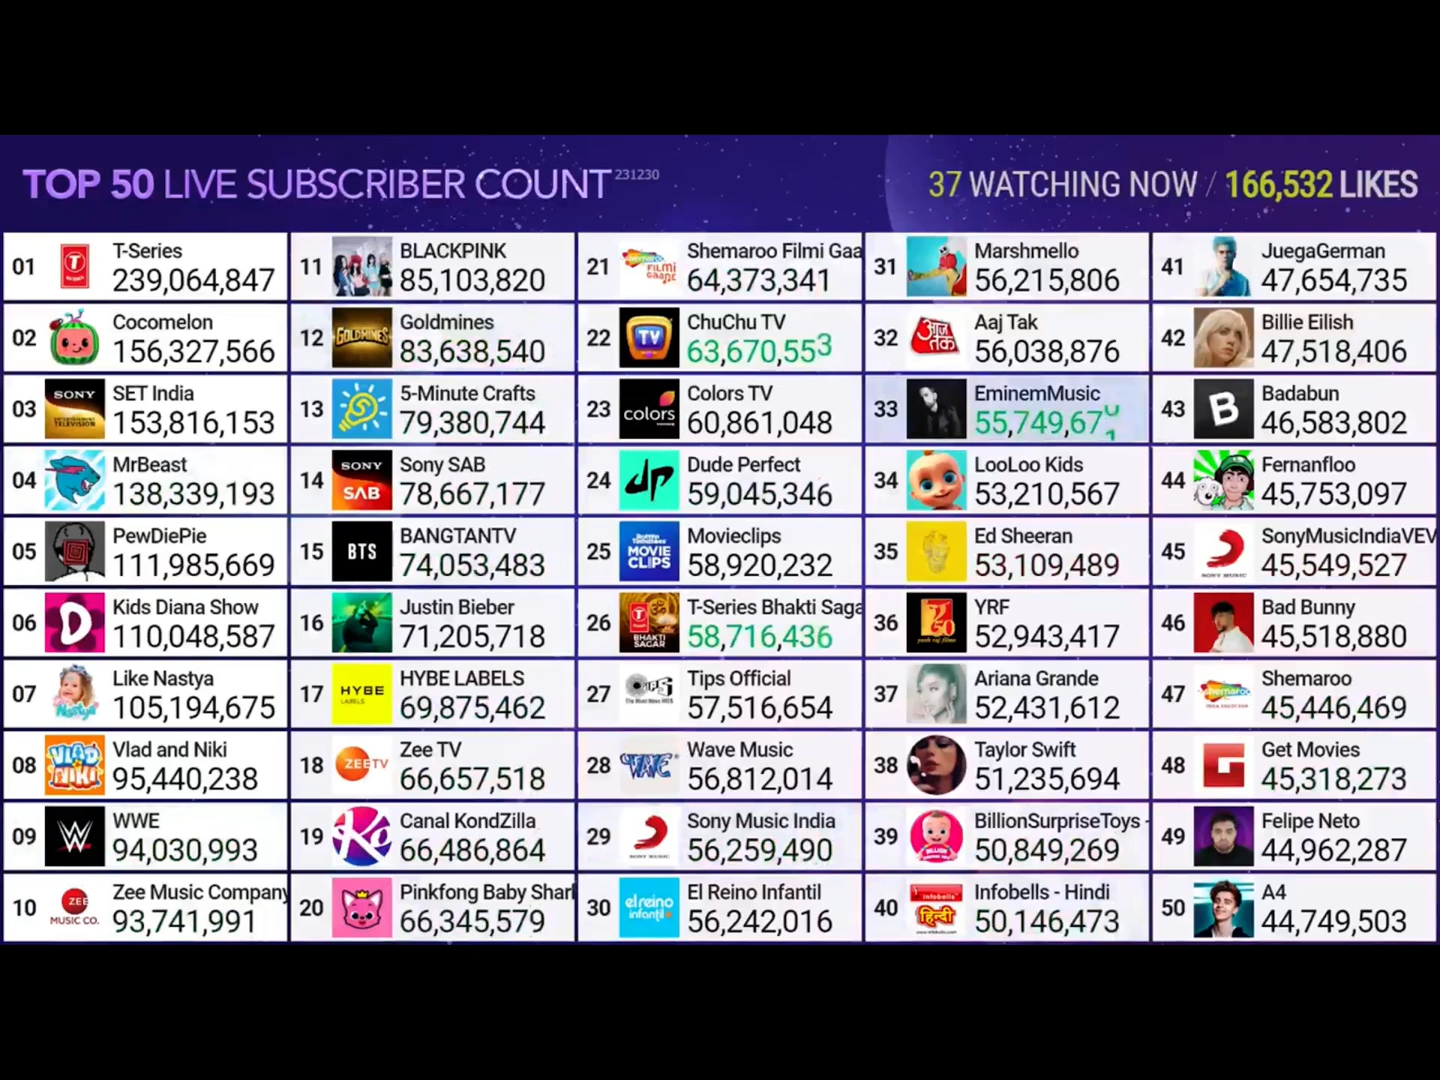 TOP 50 LIVE SUBSCRIBER COUNT 231230
37 WATCHING NOW / 166,532 LIKES
01 T-Series
239,064,847
02 Cocomelon
156,327,566
03 SET India
153,816,153
04 MrBeast
138,339,193
05 PewDiePie
111,985,669
06 Kids Diana Show
110,048,587
07 Like Nastya
105,194,675
08 Vlad and Niki
95,440,238
09 WWE
94,030,993
10 Zee Music Company
93,741,991
11 BLACKPINK
85,103,820
12 Goldmines
83,638,540
13 5-Minute Crafts
79,380,744
14 Sony SAB
78,667,177
15 BANGTANTV
74,053,483
16 Justin Bieber
71,205,718
17 HYBE LABELS
69,875,462
18 Zee TV
66,657,518
19 Canal KondZilla
66,486,864
20 Pinkfong Baby Shar
66,345,579
21 Shemaroo Filmi Gaa
64,373,341
22 ChuChu TV
63,670,553
23 Colors TV
60,861,048
24 Dude Perfect
59,045,346
25 Movieclips
58,920,232
26 T-Series Bhakti Saga
58,716,436
27 Tips Official
57,516,654
28 Wave Music
56,812,014
29 Sony Music India
56,259,490
30 El Reino Infantil
56,242,016
31 Marshmello
56,215,806
32 Aaj Tak
56,038,876
33 EminemMusic
55,749,67
34 LooLoo Kids
53,210,567
35 Ed Sheeran
53,109,489
36 YRF
52,943,417
37 Ariana Grande
52,431,612
38 Taylor Swift
51,235,694
39 BillionSurpriseToys -
50,849,269
40 Infobells - Hindi
50,146,473
41 JuegaGerman
47,654,735
42 Billie Eilish
47,518,406
43 Badabun
46,583,802
44 Fernanfloo
45,753,097
45 SonyMusicIndiaVEV
45,549,527
46 Bad Bunny
45,518,880
47 Shemaroo
45,446,469
48 Get Movies
45,318,273
49 Felipe Neto
44,962,287
50 A4
44,749,503